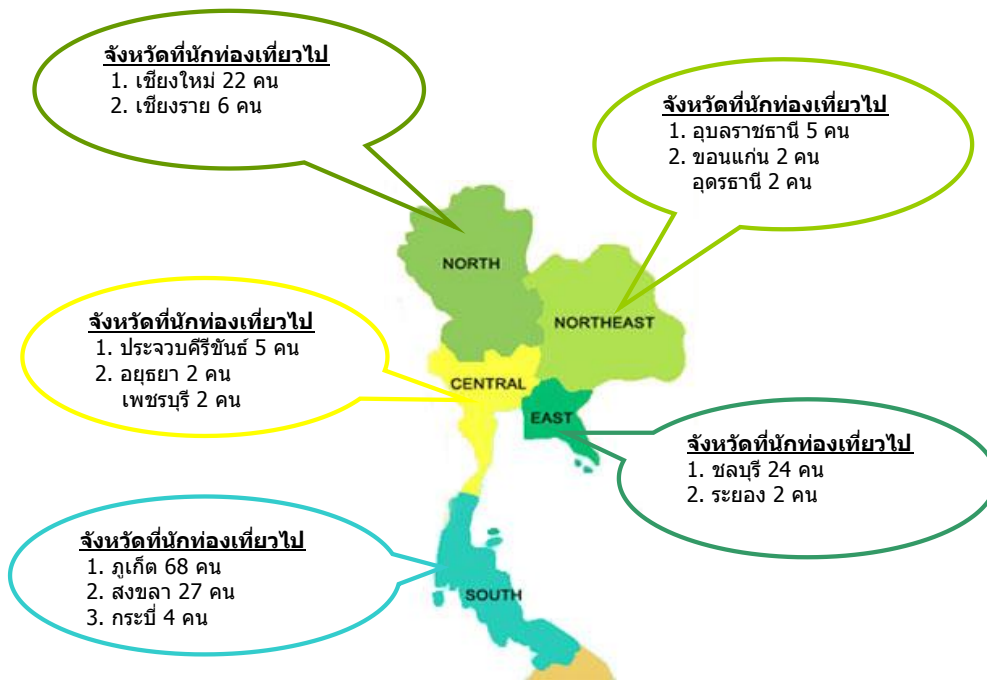 จังหวัดที่นักท่องเที่ยวไป
1. เชียงใหม่ 22 คน
2. เชียงราย 6 คน
จังหวัดที่นักท่องเที่ยวไป
1. อุบลราชธานี 5 คน
2. ขอนแก่น 2 คน
อุดรธานี 2 คน
NORTH
NORTHEAST
จังหวัดที่นักท่องเที่ยวไป
1. ประจวบคีรีขันธ์ 5 คน
2. อยุธยา 2 คน
เพชรบุรี 2 คน
CENTRAL
EAST
จังหวัดที่นักท่องเที่ยวไป
1. ชลบุรี 24 คน
2. ระยอง 2 คน
จังหวัดที่นักท่องเที่ยวไป
1. ภูเก็ต 68 คน
2. สงขลา 27 คน
3. กระบี่ 4 คน
SOUTH